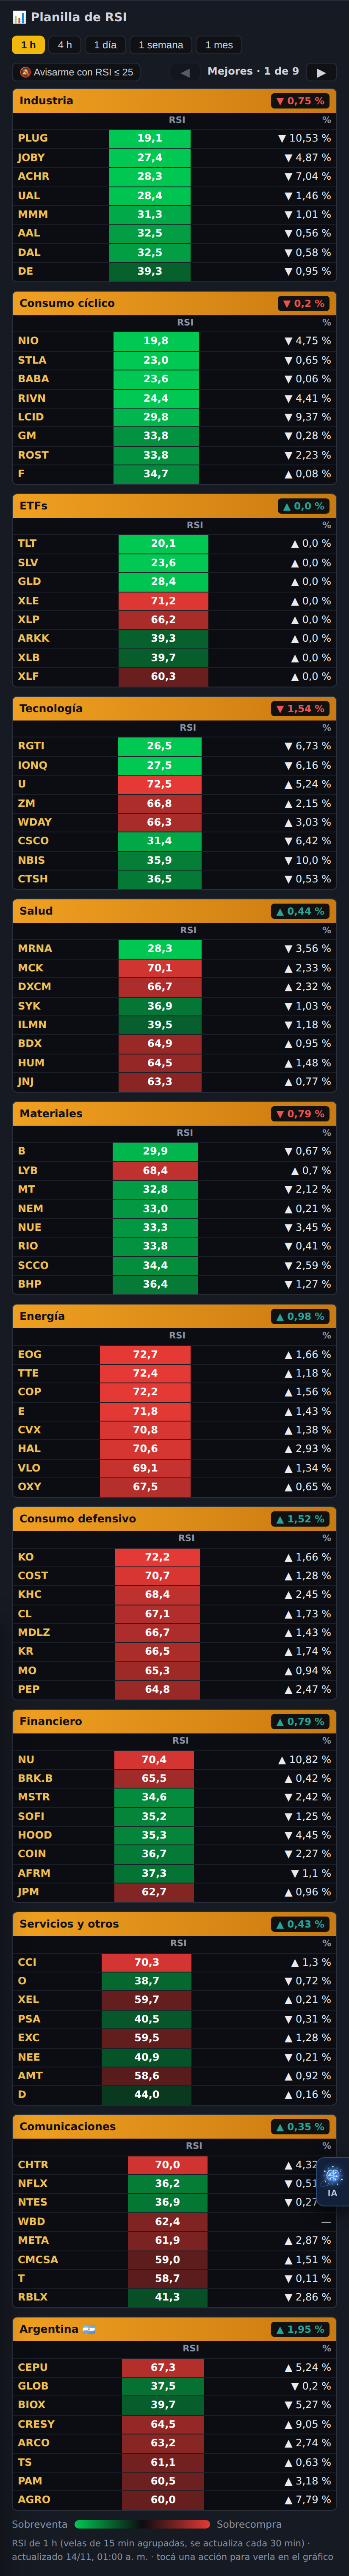 📊 Planilla de RSI
1 h 4 h 1 día 1 semana 1 mes
🔕 Avisarme con RSI ≤ 25 ◀ Mejores · 1 de 9 ▶
Industria ▼ 0,75 %
RSI %
PLUG 19,1 ▼ 10,53 %
JOBY 27,4 ▼ 4,87 %
ACHR 28,3 ▼ 7,04 %
UAL 28,4 ▼ 1,46 %
MMM 31,3 ▼ 1,01 %
AAL 32,5 ▼ 0,56 %
DAL 32,5 ▼ 0,58 %
DE 39,3 ▼ 0,95 %
Consumo cíclico ▼ 0,2 %
RSI %
NIO 19,8 ▼ 4,75 %
STLA 23,0 ▼ 0,65 %
BABA 23,6 ▼ 0,06 %
RIVN 24,4 ▼ 4,41 %
LCID 29,8 ▼ 9,37 %
GM 33,8 ▼ 0,28 %
ROST 33,8 ▼ 2,23 %
F 34,7 ▲ 0,08 %
ETFs ▲ 0,0 %
RSI %
TLT 20,1 ▲ 0,0 %
SLV 23,6 ▲ 0,0 %
GLD 28,4 ▲ 0,0 %
XLE 71,2 ▲ 0,0 %
XLP 66,2 ▲ 0,0 %
ARKK 39,3 ▲ 0,0 %
XLB 39,7 ▲ 0,0 %
XLF 60,3 ▲ 0,0 %
Tecnología ▼ 1,54 %
RSI %
RGTI 26,5 ▼ 6,73 %
IONQ 27,5 ▼ 6,16 %
U 72,5 ▲ 5,24 %
ZM 66,8 ▲ 2,15 %
WDAY 66,3 ▲ 3,03 %
CSCO 31,4 ▼ 6,42 %
NBIS 35,9 ▼ 10,0 %
CTSH 36,5 ▼ 0,53 %
Salud ▲ 0,44 %
RSI %
MRNA 28,3 ▼ 3,56 %
MCK 70,1 ▲ 2,33 %
DXCM 66,7 ▲ 2,32 %
SYK 36,9 ▼ 1,03 %
ILMN 39,5 ▼ 1,18 %
BDX 64,9 ▲ 0,95 %
HUM 64,5 ▲ 1,48 %
JNJ 63,3 ▲ 0,77 %
Materiales ▼ 0,79 %
RSI %
B 29,9 ▼ 0,67 %
LYB 68,4 ▲ 0,7 %
MT 32,8 ▼ 2,12 %
NEM 33,0 ▲ 0,21 %
NUE 33,3 ▼ 3,45 %
RIO 33,8 ▼ 0,41 %
SCCO 34,4 ▼ 2,59 %
BHP 36,4 ▼ 1,27 %
Energía ▲ 0,98 %
RSI %
EOG 72,7 ▲ 1,66 %
TTE 72,4 ▲ 1,18 %
COP 72,2 ▲ 1,56 %
E 71,8 ▲ 1,43 %
CVX 70,8 ▲ 1,38 %
HAL 70,6 ▲ 2,93 %
VLO 69,1 ▲ 1,34 %
OXY 67,5 ▲ 0,65 %
Consumo defensivo ▲ 1,52 %
RSI %
KO 72,2 ▲ 1,66 %
COST 70,7 ▲ 1,28 %
KHC 68,4 ▲ 2,45 %
CL 67,1 ▲ 1,73 %
MDLZ 66,7 ▲ 1,43 %
KR 66,5 ▲ 1,74 %
MO 65,3 ▲ 0,94 %
PEP 64,8 ▲ 2,47 %
Financiero ▲ 0,79 %
RSI %
NU 70,4 ▲ 10,82 %
BRK.B 65,5 ▲ 0,42 %
MSTR 34,6 ▼ 2,42 %
SOFI 35,2 ▼ 1,25 %
HOOD 35,3 ▼ 4,45 %
COIN 36,7 ▼ 2,27 %
AFRM 37,3 ▼ 1,1 %
JPM 62,7 ▲ 0,96 %
Servicios y otros ▲ 0,43 %
RSI %
CCI 70,3 ▲ 1,3 %
O 38,7 ▼ 0,72 %
XEL 59,7 ▲ 0,21 %
PSA 40,5 ▼ 0,31 %
EXC 59,5 ▲ 1,28 %
NEE 40,9 ▼ 0,21 %
AMT 58,6 ▲ 0,92 %
D 44,0 ▲ 0,16 %
Comunicaciones ▲ 0,35 %
RSI %
CHTR 70,0 ▲ 4,32
NFLX 36,2 ▼ 0,51
NTES 36,9 ▼ 0,27
IA
WBD 62,4 —
META 61,9 ▲ 2,87 %
CMCSA 59,0 ▲ 1,51 %
T 58,7 ▼ 0,11 %
RBLX 41,3 ▼ 2,86 %
Argentina 🇦🇷 ▲ 1,95 %
RSI %
CEPU 67,3 ▲ 5,24 %
GLOB 37,5 ▼ 0,2 %
BIOX 39,7 ▼ 5,27 %
CRESY 64,5 ▲ 9,05 %
ARCO 63,2 ▲ 2,74 %
TS 61,1 ▲ 0,63 %
PAM 60,5 ▲ 3,18 %
AGRO 60,0 ▲ 7,79 %
Sobreventa Sobrecompra
RSI de 1 h (velas de 15 min agrupadas, se actualiza cada 30 min) ·
actualizado 14/11, 01:00 a. m. · tocá una acción para verla en el gráfico